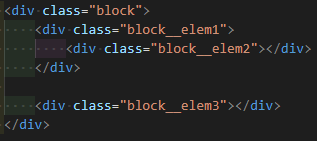 <div class="block">
    <div class="block__elem1">
        <div class="block__elem2"></div>
    </div>

    <div class="block__elem3"></div>
</div>